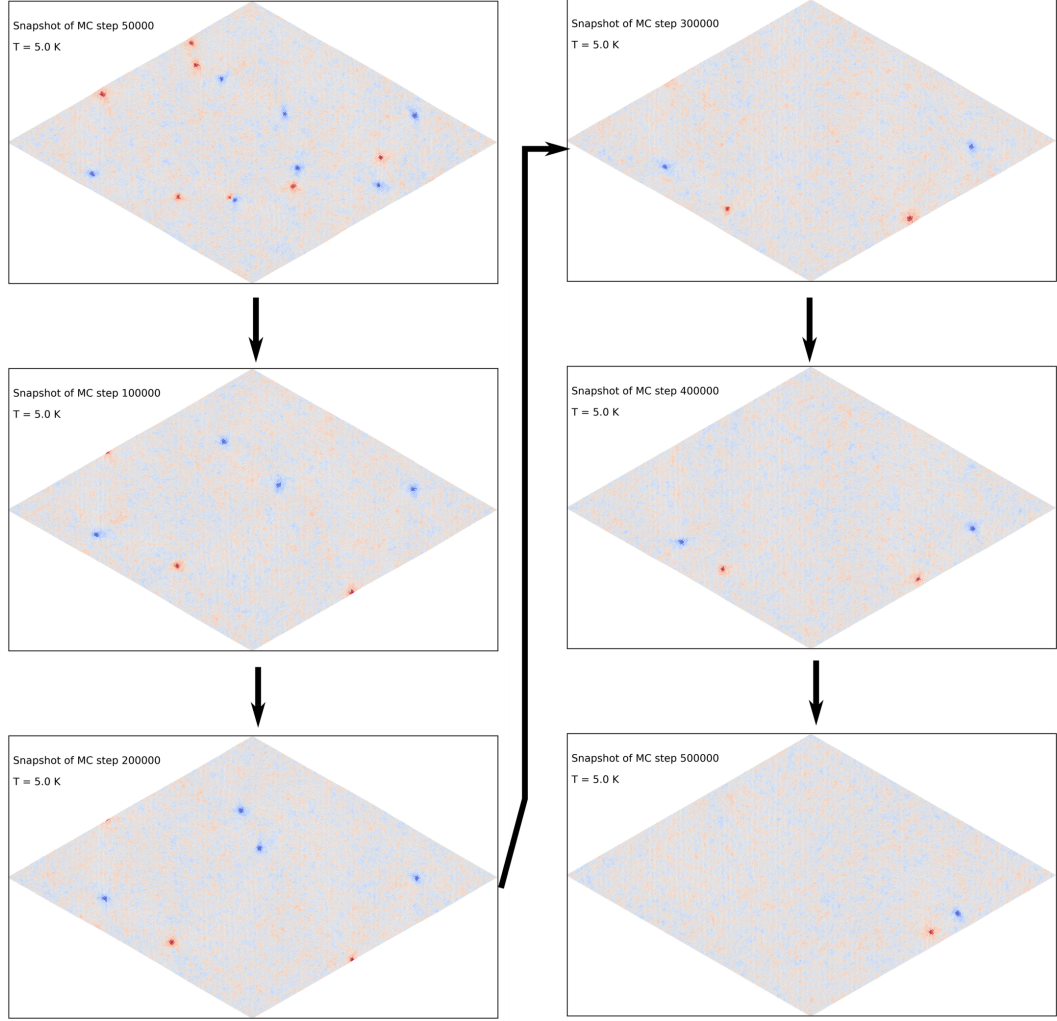 Snapshot of MC step 50000
T = 5.0 K
Snapshot of MC step 100000
T = 5.0 K
Snapshot of MC step 200000
T = 5.0 K
Snapshot of MC step 300000
T = 5.0 K
Snapshot of MC step 400000
T = 5.0 K
Snapshot of MC step 500000
T = 5.0 K